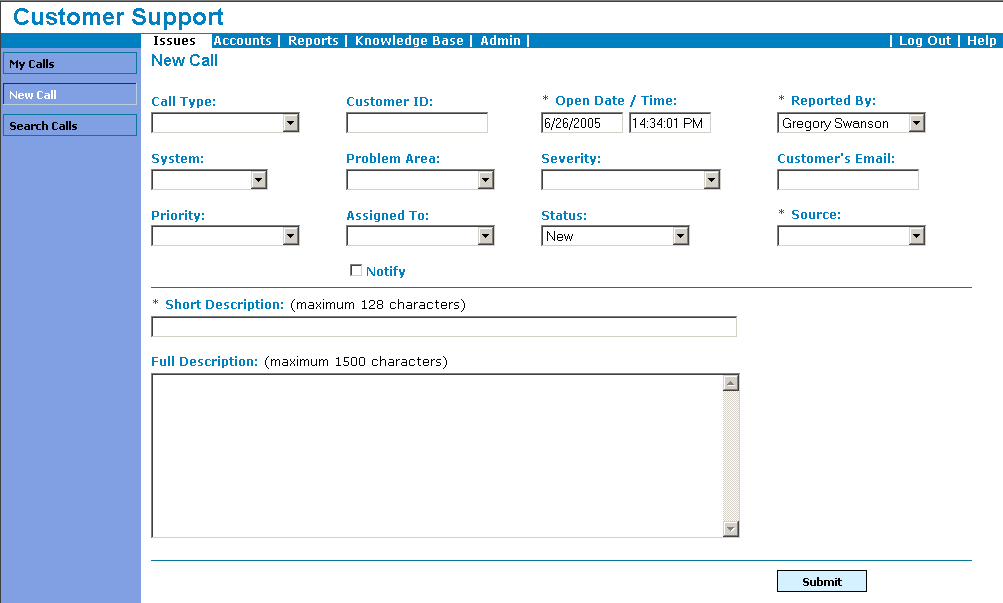 Customer Support
Issues Accounts | Reports | Knowledge Base | Admin | | Log Out | Help
My Calls
New Call
Search Calls
New Call
Call Type: Customer ID: * Open Date / Time: * Reported By:
6/26/2005 14:34:01 PM Gregory Swanson
System: Problem Area: Severity: Customer's Email:
Priority: Assigned To: Status: * Source:
New
Notify
* Short Description: (maximum 128 characters)
Full Description: (maximum 1500 characters)
Submit